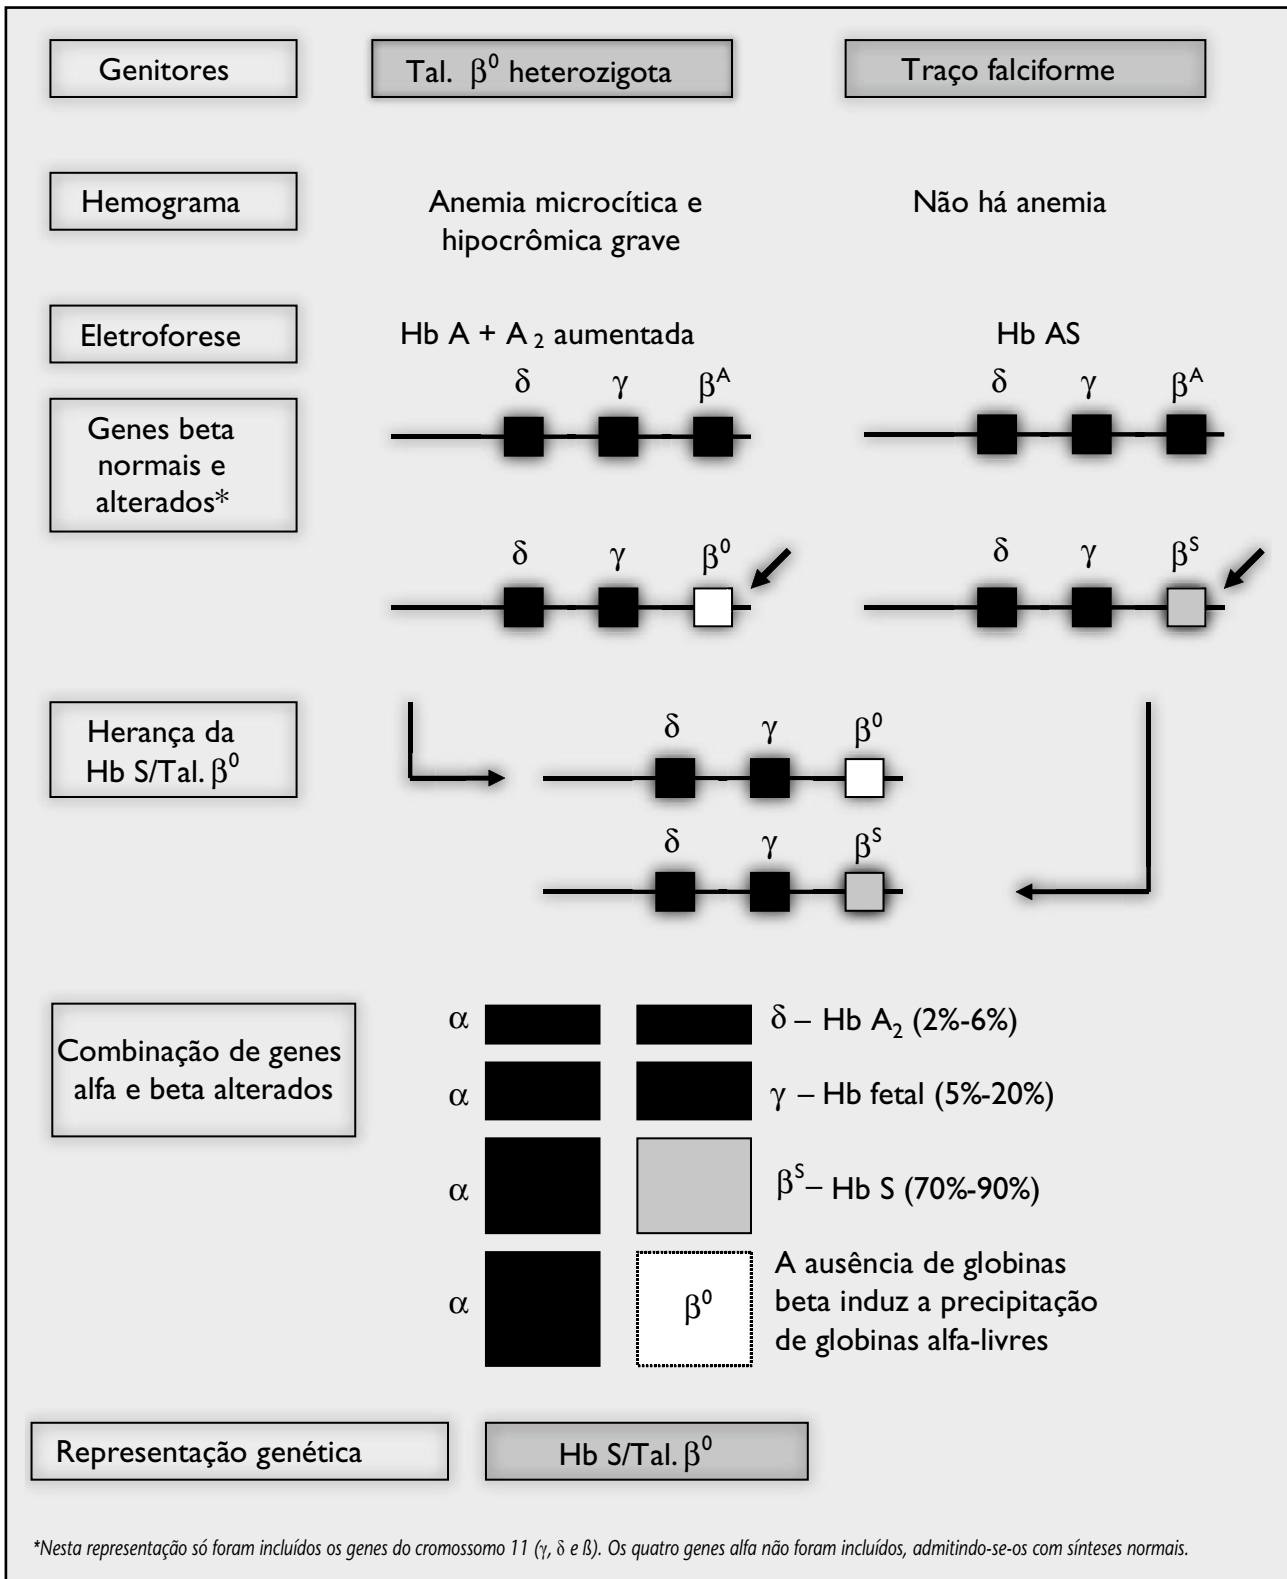 Genitores
Tal. β⁰ heterozigota
Traço falciforme
Hemograma
Anemia microcítica e
hipocrômica grave
Não há anemia
Eletroforese
Hb A + A₂ aumentada
Hb AS
Genes beta
normais e
alterados*
δ γ βᴬ
δ γ βᴬ
δ γ β⁰
δ γ βˢ
Herança da
Hb S/Tal. β⁰
δ γ β⁰
δ γ βˢ
Combinação de genes
alfa e beta alterados
α δ – Hb A₂ (2%-6%)
α γ – Hb fetal (5%-20%)
α βˢ – Hb S (70%-90%)
α β⁰
A ausência de globinas
beta induz a precipitação
de globinas alfa-livres
Representação genética
Hb S/Tal. β⁰
*Nesta representação só foram incluídos os genes do cromossomo 11 (γ, δ e ß). Os quatro genes alfa não foram incluídos, admitindo-se-os com sínteses normais.